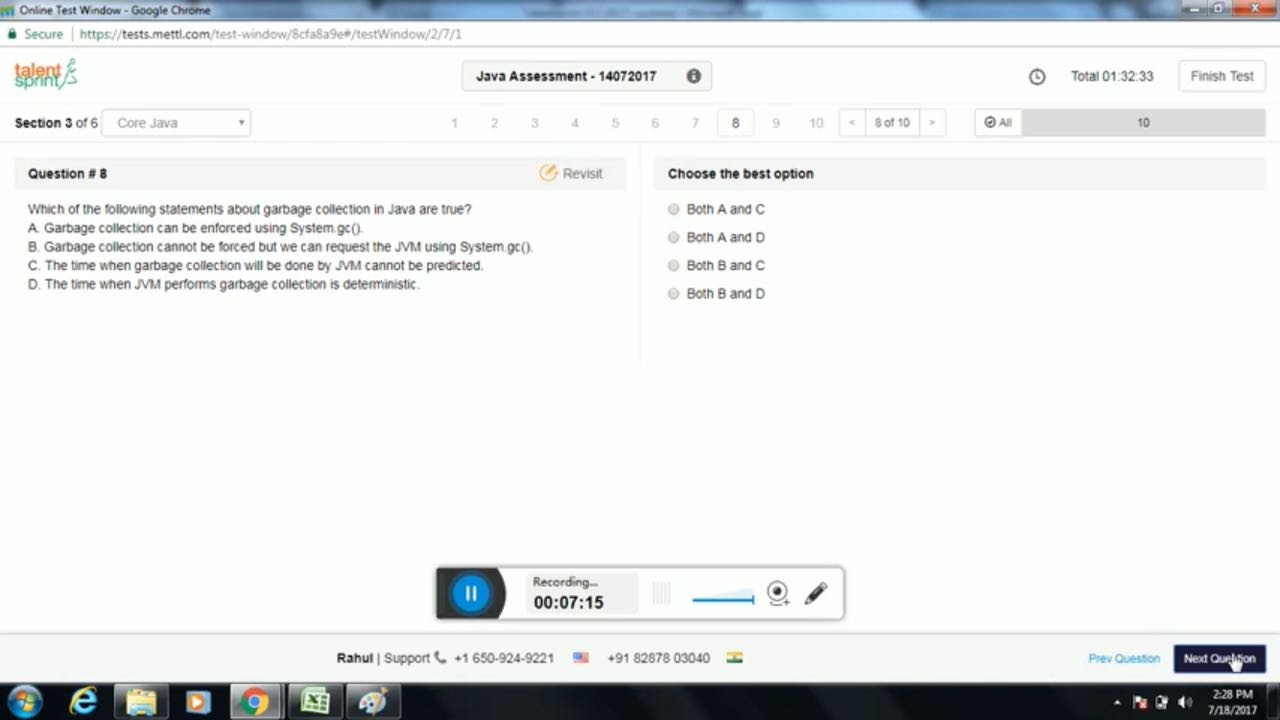 Online Test Window - Google Chrome
Secure | https://tests.mettl.com/test-window/8cfa8a9e#/testWindow/2/7/1
talent
sprint
Java Assessment - 14072017
Total 01:32:33
Finish Test
Section 3 of 6
Core Java
1 2 3 4 5 6 7 8 9 10
< 8 of 10 >
All
10
Question # 8
Revisit
Which of the following statements about garbage collection in Java are true?
A. Garbage collection can be enforced using System.gc().
B. Garbage collection cannot be forced but we can request the JVM using System.gc().
C. The time when garbage collection will be done by JVM cannot be predicted.
D. The time when JVM performs garbage collection is deterministic.
Choose the best option
Both A and C
Both A and D
Both B and C
Both B and D
Recording...
00:07:15
Rahul | Support +1 650-924-9221 +91 82878 03040
Prev Question
Next Question
2:28 PM
7/18/2017